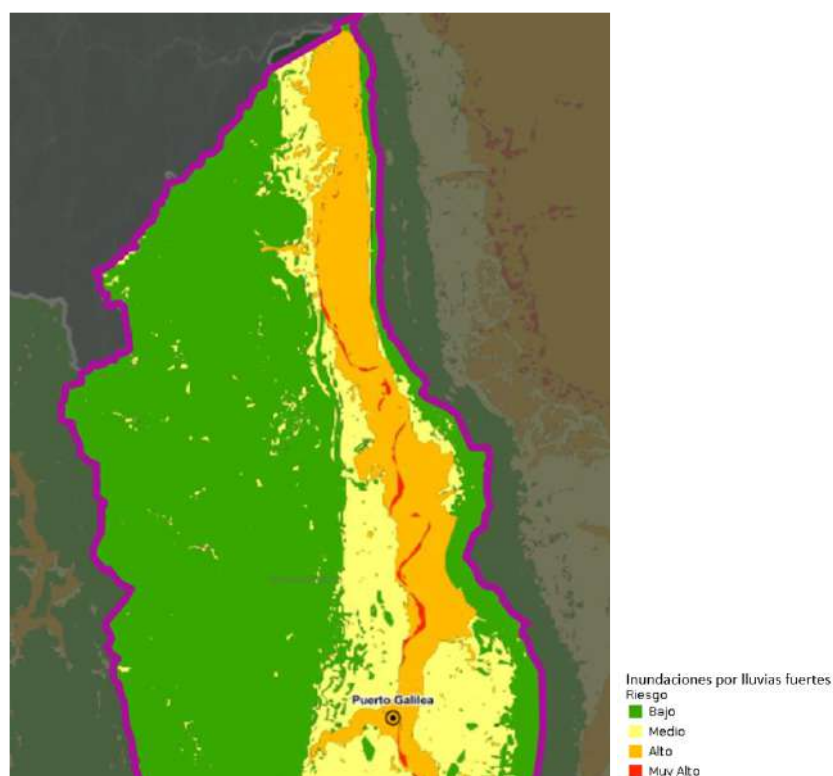 Puerto Galilea
Inundaciones por lluvias fuertes
Riesgo
Bajo
Medio
Alto
Muy Alto